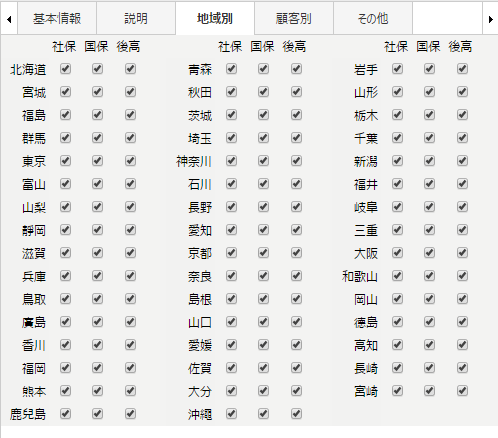 基本情報 説明 地域別 顧客別 その他
社保 国保 後高 社保 国保 後高 社保 国保 後高
北海道 青森 岩手
宮城 秋田 山形
福島 茨城 栃木
群馬 埼玉 千葉
東京 神奈川 新潟
富山 石川 福井
山梨 長野 岐阜
靜岡 愛知 三重
滋賀 京都 大阪
兵庫 奈良 和歌山
鳥取 島根 岡山
廣島 山口 徳島
香川 愛媛 高知
福岡 佐賀 長崎
熊本 大分 宮崎
鹿兒島 沖繩